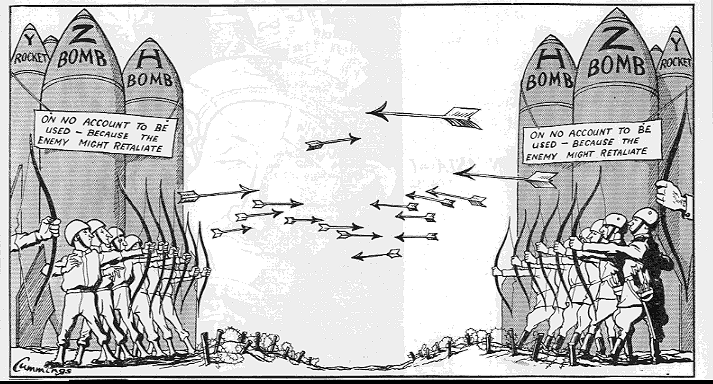 Y
ROCKET
Z
BOMB
H
BOMB
ON NO ACCOUNT TO BE
USED – BECAUSE THE
ENEMY MIGHT RETALIATE
H
BOMB
Z
BOMB
Y
ROCKET
ON NO ACCOUNT TO BE
USED – BECAUSE THE
ENEMY MIGHT RETALIATE
Cummings